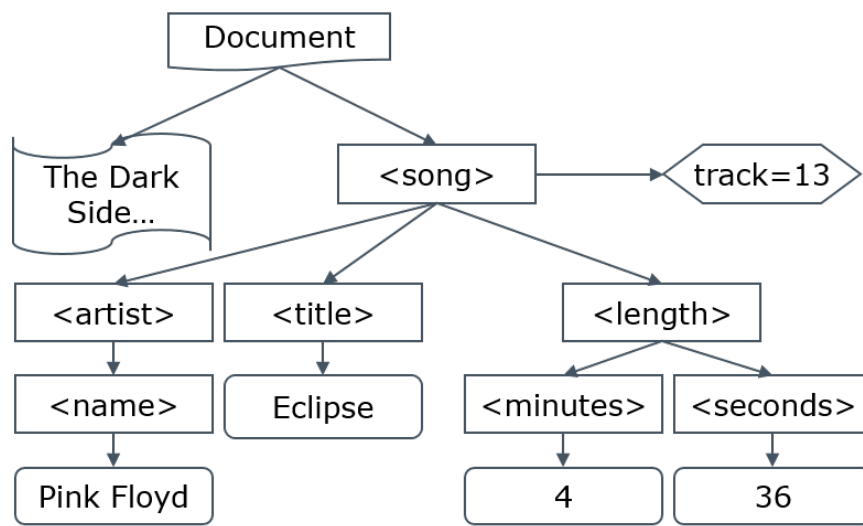 Document
The Dark
Side…
<song>
track=13
<artist>
<title>
<length>
<name>
Eclipse
<minutes>
<seconds>
Pink Floyd
4
36